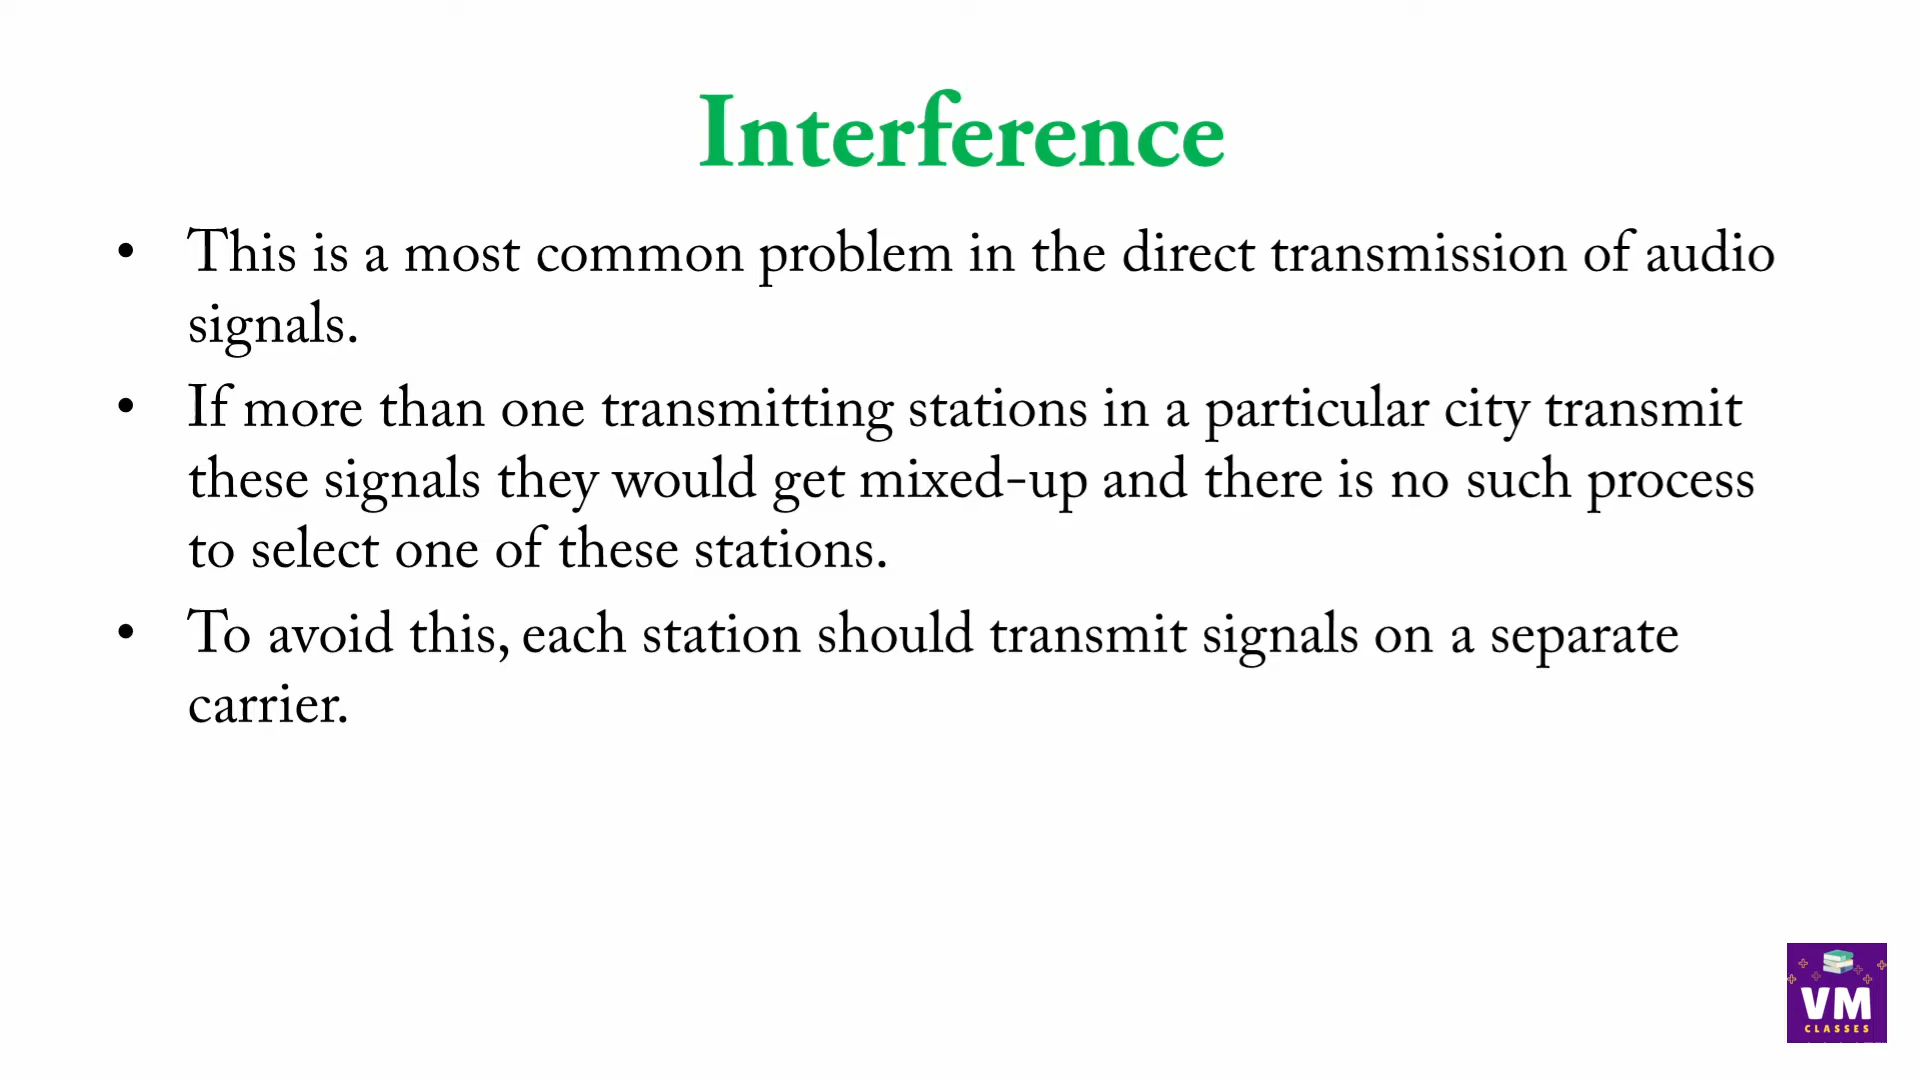 Interference
• This is a most common problem in the direct transmission of audio
signals.
• If more than one transmitting stations in a particular city transmit
these signals they would get mixed-up and there is no such process
to select one of these stations.
• To avoid this, each station should transmit signals on a separate
carrier.
VM
CLASSES